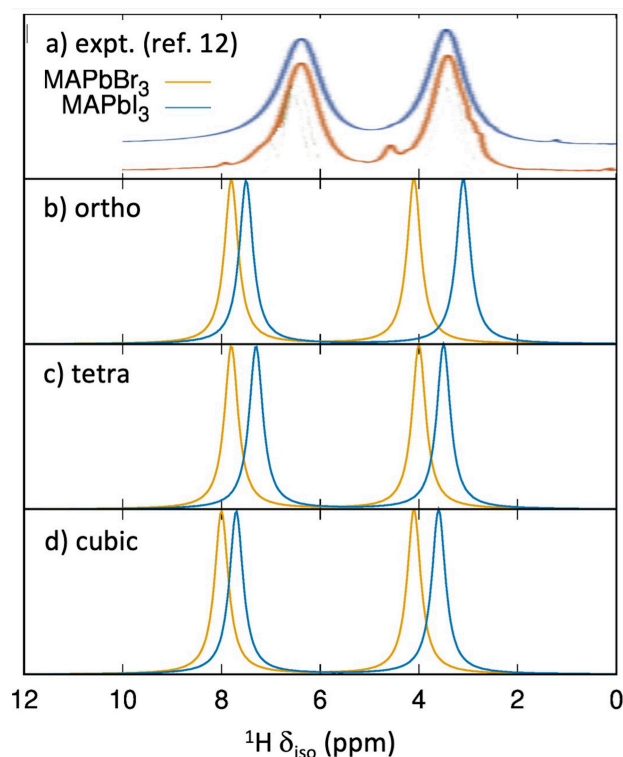 a) expt. (ref. 12)
MAPbBr₃
MAPbI₃
b) ortho
c) tetra
d) cubic
12 10 8 6 4 2 0
¹H δiso (ppm)